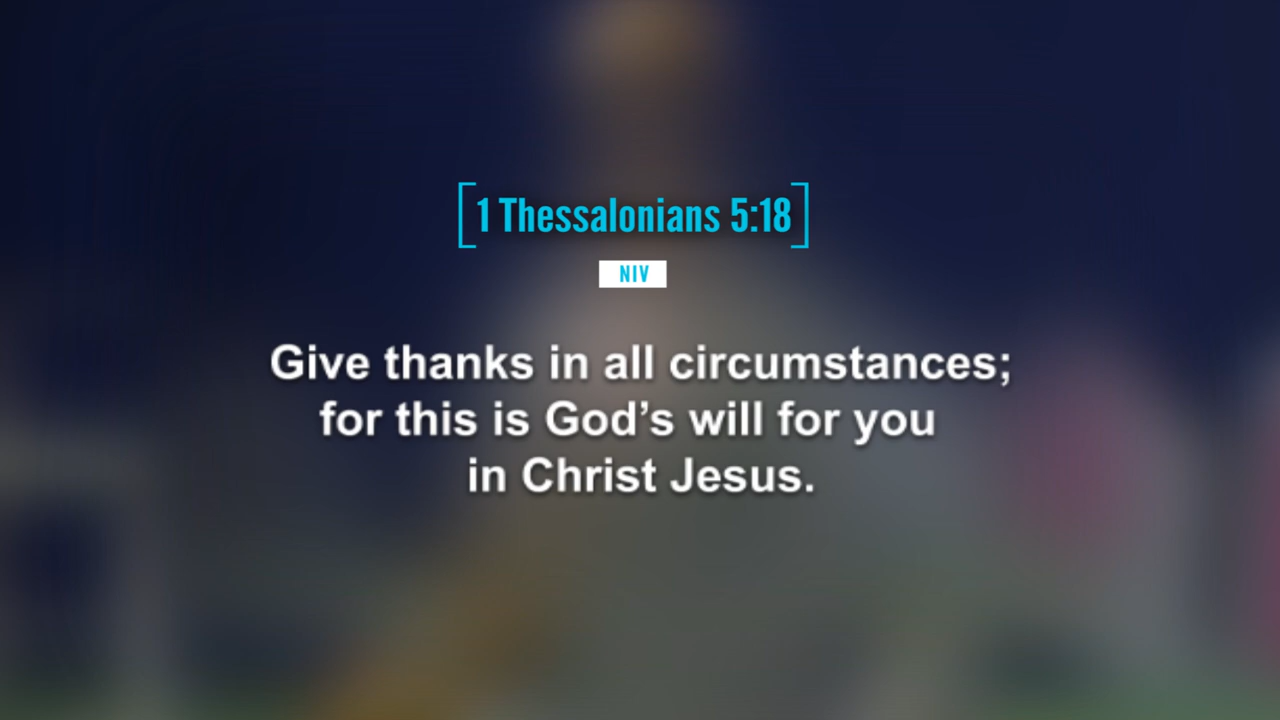 [1 Thessalonians 5:18]
NIV
Give thanks in all circumstances;
for this is God’s will for you
in Christ Jesus.